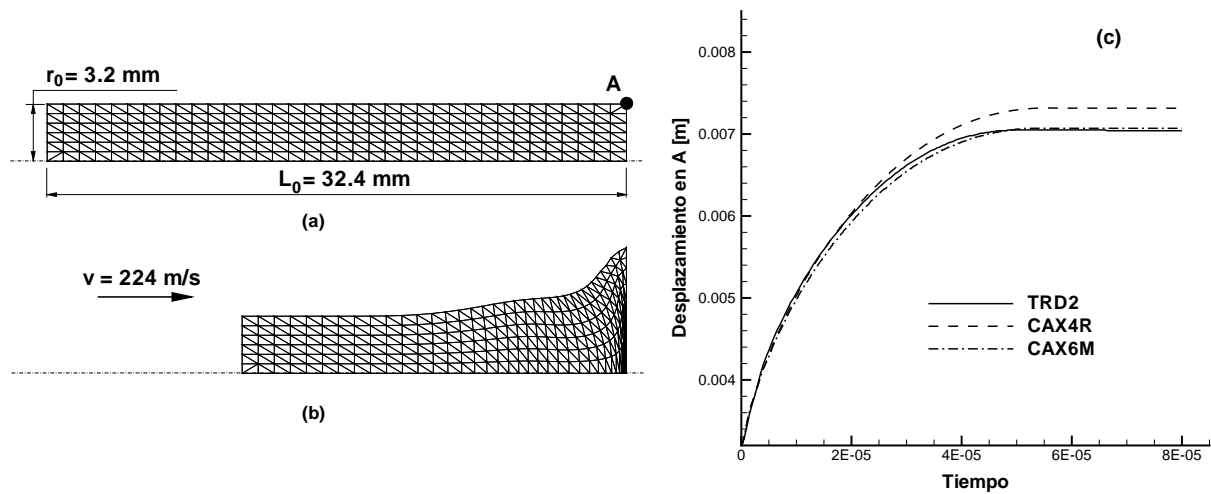 r0= 3.2 mm
A
L0= 32.4 mm
(a)
v = 224 m/s
(b)
(c)
Desplazamiento en A [m]
0.008
0.007
0.006
0.005
0.004
TRD2
CAX4R
CAX6M
0
2E-05
4E-05
6E-05
8E-05
Tiempo